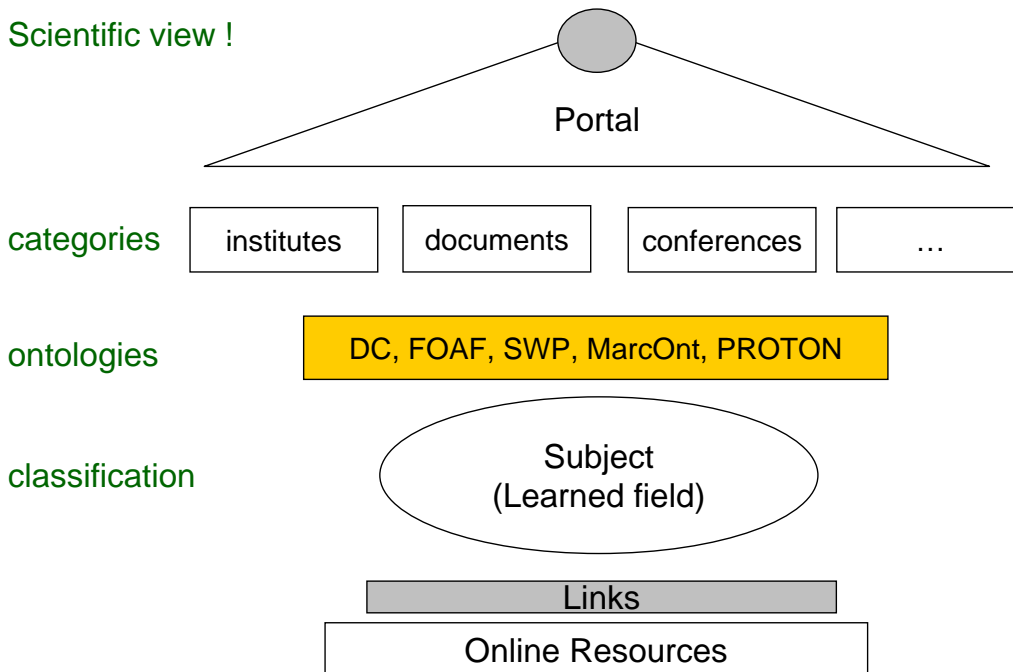 Scientific view !
Portal
categories
institutes
documents
conferences
…
ontologies
DC, FOAF, SWP, MarcOnt, PROTON
classification
Subject
(Learned field)
Links
Online Resources